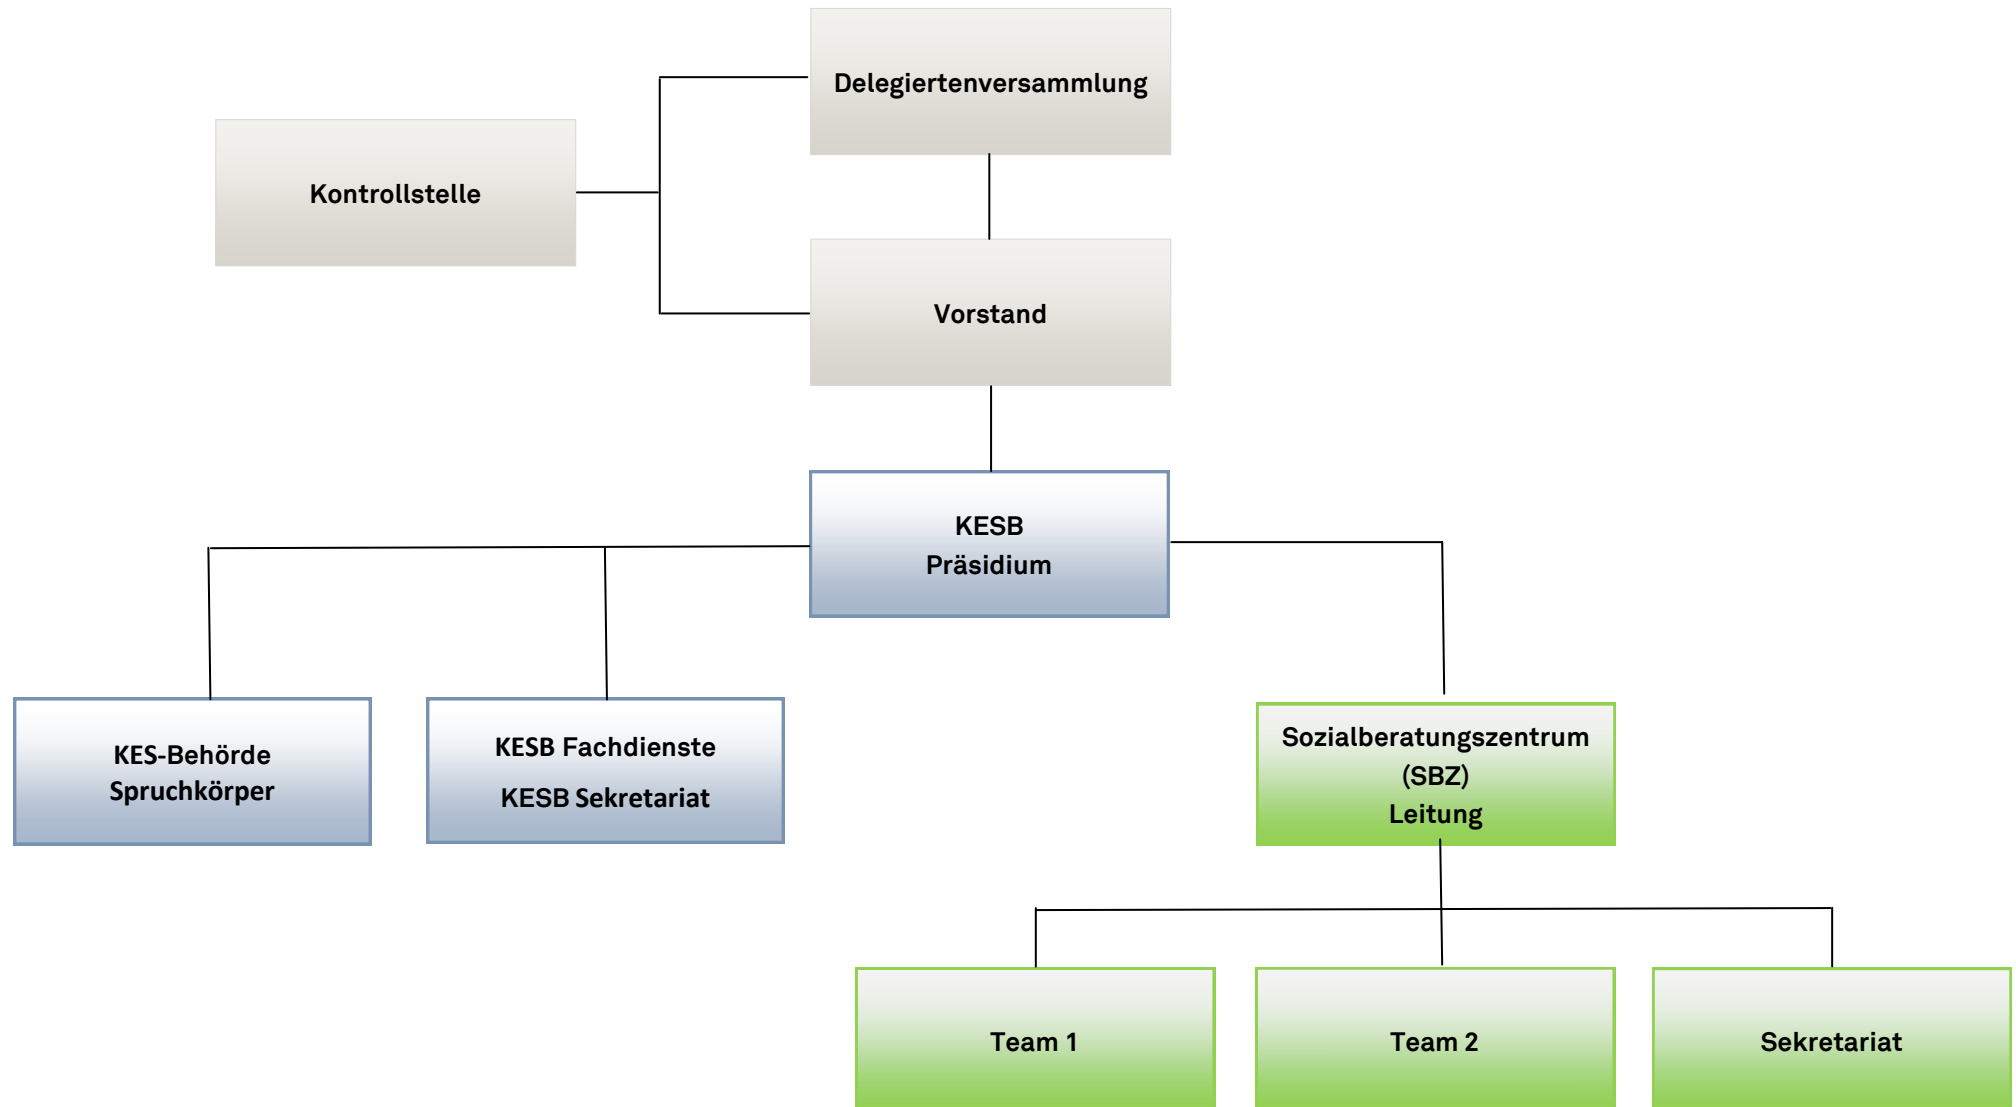 Delegiertenversammlung
Kontrollstelle
Vorstand
KESB
Präsidium
KES-Behörde
Spruchkörper
KESB Fachdienste
KESB Sekretariat
Sozialberatungszentrum
(SBZ)
Leitung
Team 1
Team 2
Sekretariat